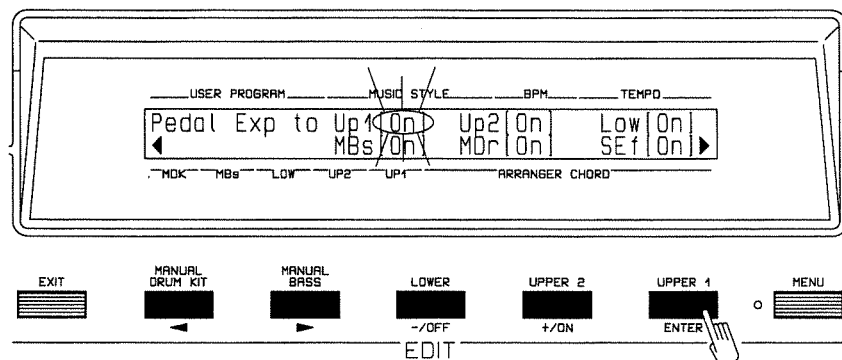 USER PROGRAM MUSIC STYLE BPM TEMPO
Pedal Exp to Up1[On] Up2[On] Low[On]
◀ MBs[On] MDr[On] SEf[On]▶
MDK MBs LOW UP2 UP1 ARRANGER CHORD
EXIT MANUAL DRUM KIT MANUAL BASS LOWER UPPER 2 UPPER 1 MENU
◀ ▶ -/OFF +/ON ENTER
EDIT